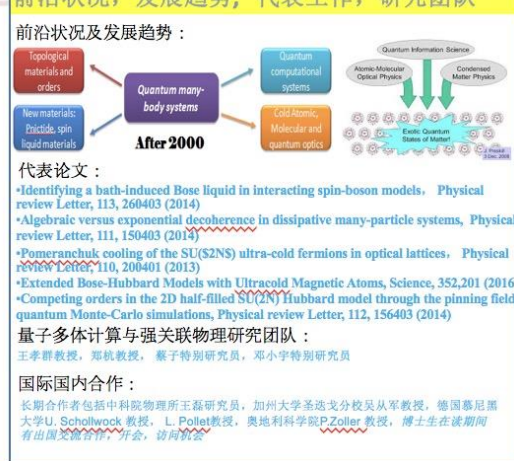 前沿状况,发展趋势,代表工作,研究团队
前沿状况及发展趋势:
Topological
materials and
orders
Quantum many-
body systems
Quantum
computational
systems
New materials:
Pnictide, spin
liquid materials
After 2000
Cold Atomic,
Molecular and
quantum optics
Quantum Information Science
Atomic-Molecular
Optical Physics
Condensed
Matter Physics
Exotic Quantum
States of Matter!
代表论文:
•Identifying a bath-induced Bose liquid in interacting spin-boson models, Physical
review Letter, 113, 260403 (2014)
•Algebraic versus exponential decoherence in dissipative many-particle systems, Physical
review Letter, 111, 150403 (2014)
•Pomeranchuk cooling of the SU($2N$) ultra-cold fermions in optical lattices, Physical
review Letter, 110, 200401 (2013)
•Extended Bose-Hubbard Models with Ultracold Magnetic Atoms, Science, 352,201 (2016
•Competing orders in the 2D half-filled SU(2N) Hubbard model through the pinning field
quantum Monte-Carlo simulations, Physical review Letter, 112, 156403 (2014)
量子多体计算与强关联物理研究团队:
王孝群教授,郑杭教授, 蔡子特别研究员,邓小宇特别研究员
国际国内合作:
长期合作者包括中科院物理所王磊研究员,加州大学圣迭戈分校吴从军教授,德国慕尼黑
大学U. Schollwock 教授, L. Pollet教授,奥地利科学院P.Zoller 教授,博士生在读期间
有出国交流合作,开会,访问机会